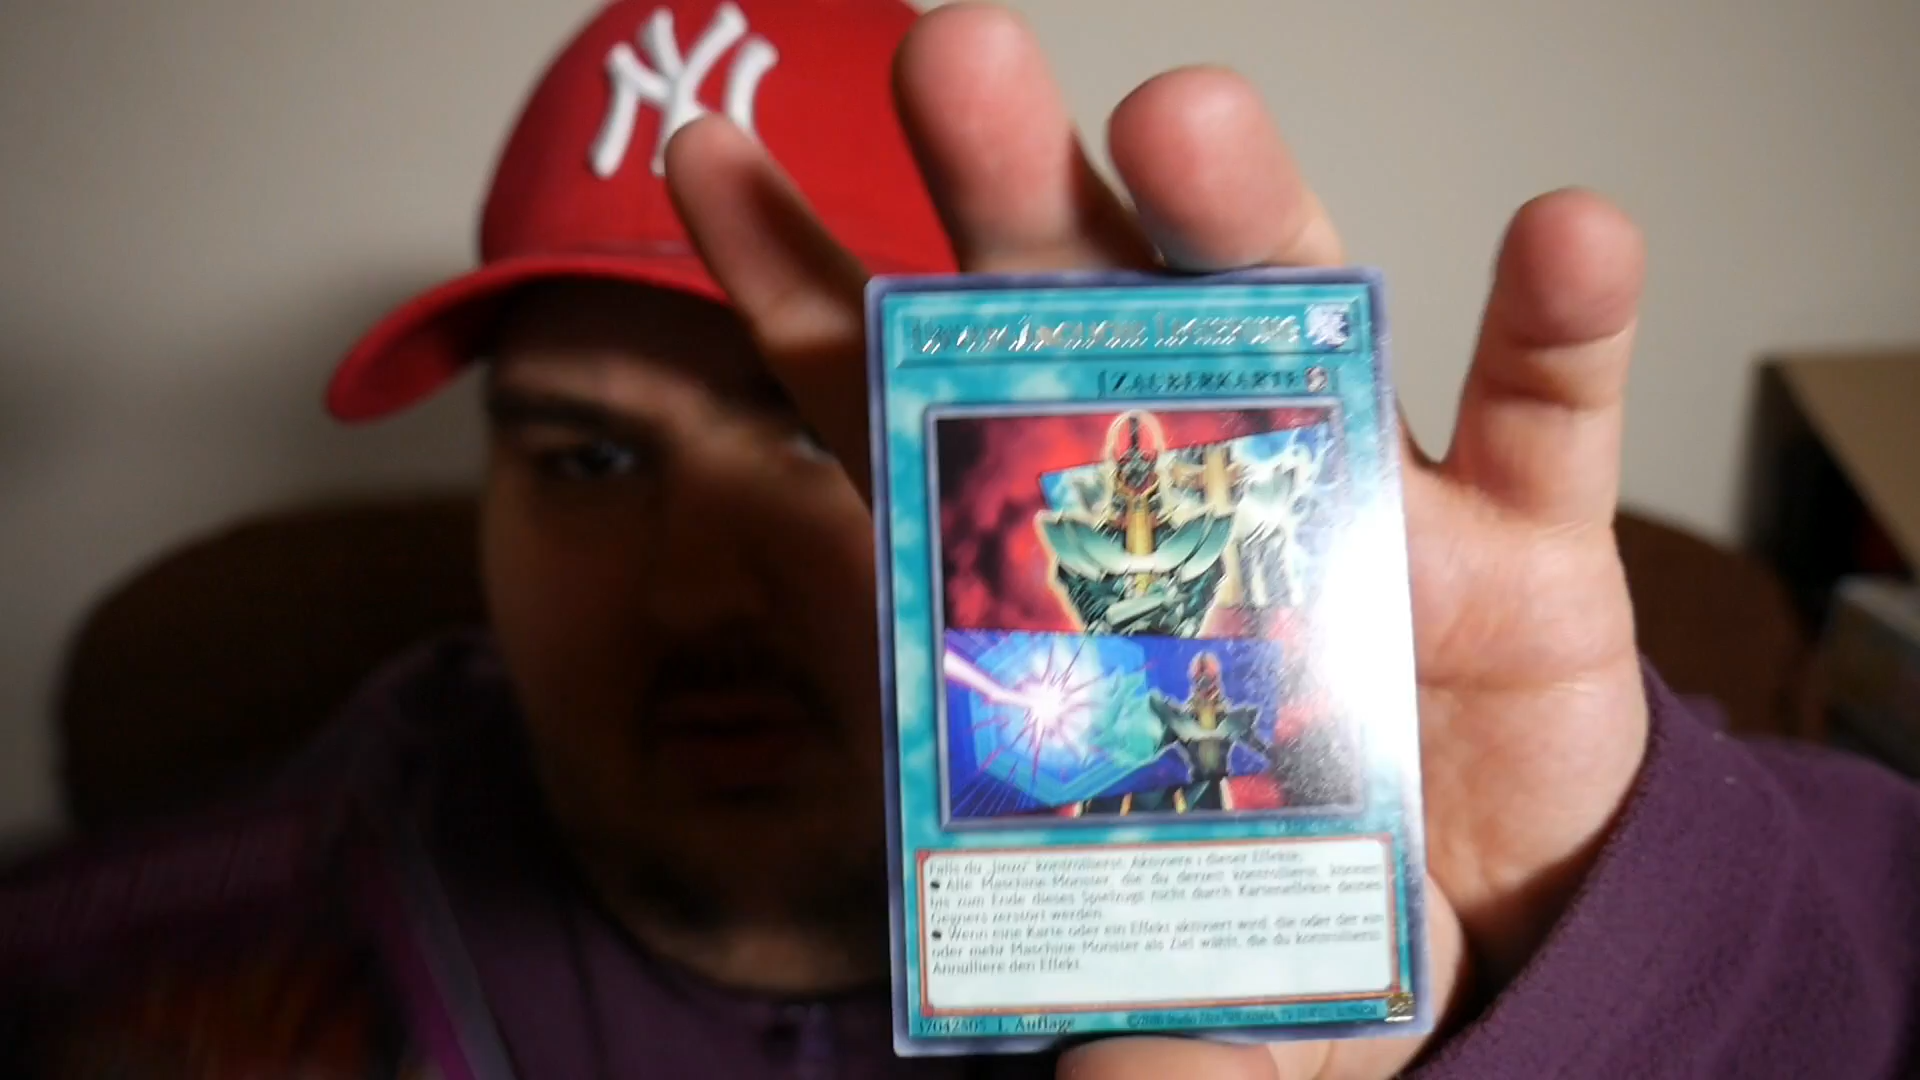 NY
[ZAUBERKARTE
Falls du „Jinzo“ kontrollierst: Aktiviere 1 dieser Effekte;
● Alle Maschine-Monster, die du derzeit kontrollierst, können
bis zum Ende dieses Spielzugs nicht durch Karteneffekte deines
Gegners zerstört werden.
● Wenn eine Karte oder ein Effekt aktiviert wird, die oder der ein
oder mehr Maschine-Monster als Ziel wählt, die du kontrollierst:
Annulliere den Effekt.
37042505 1. Auflage